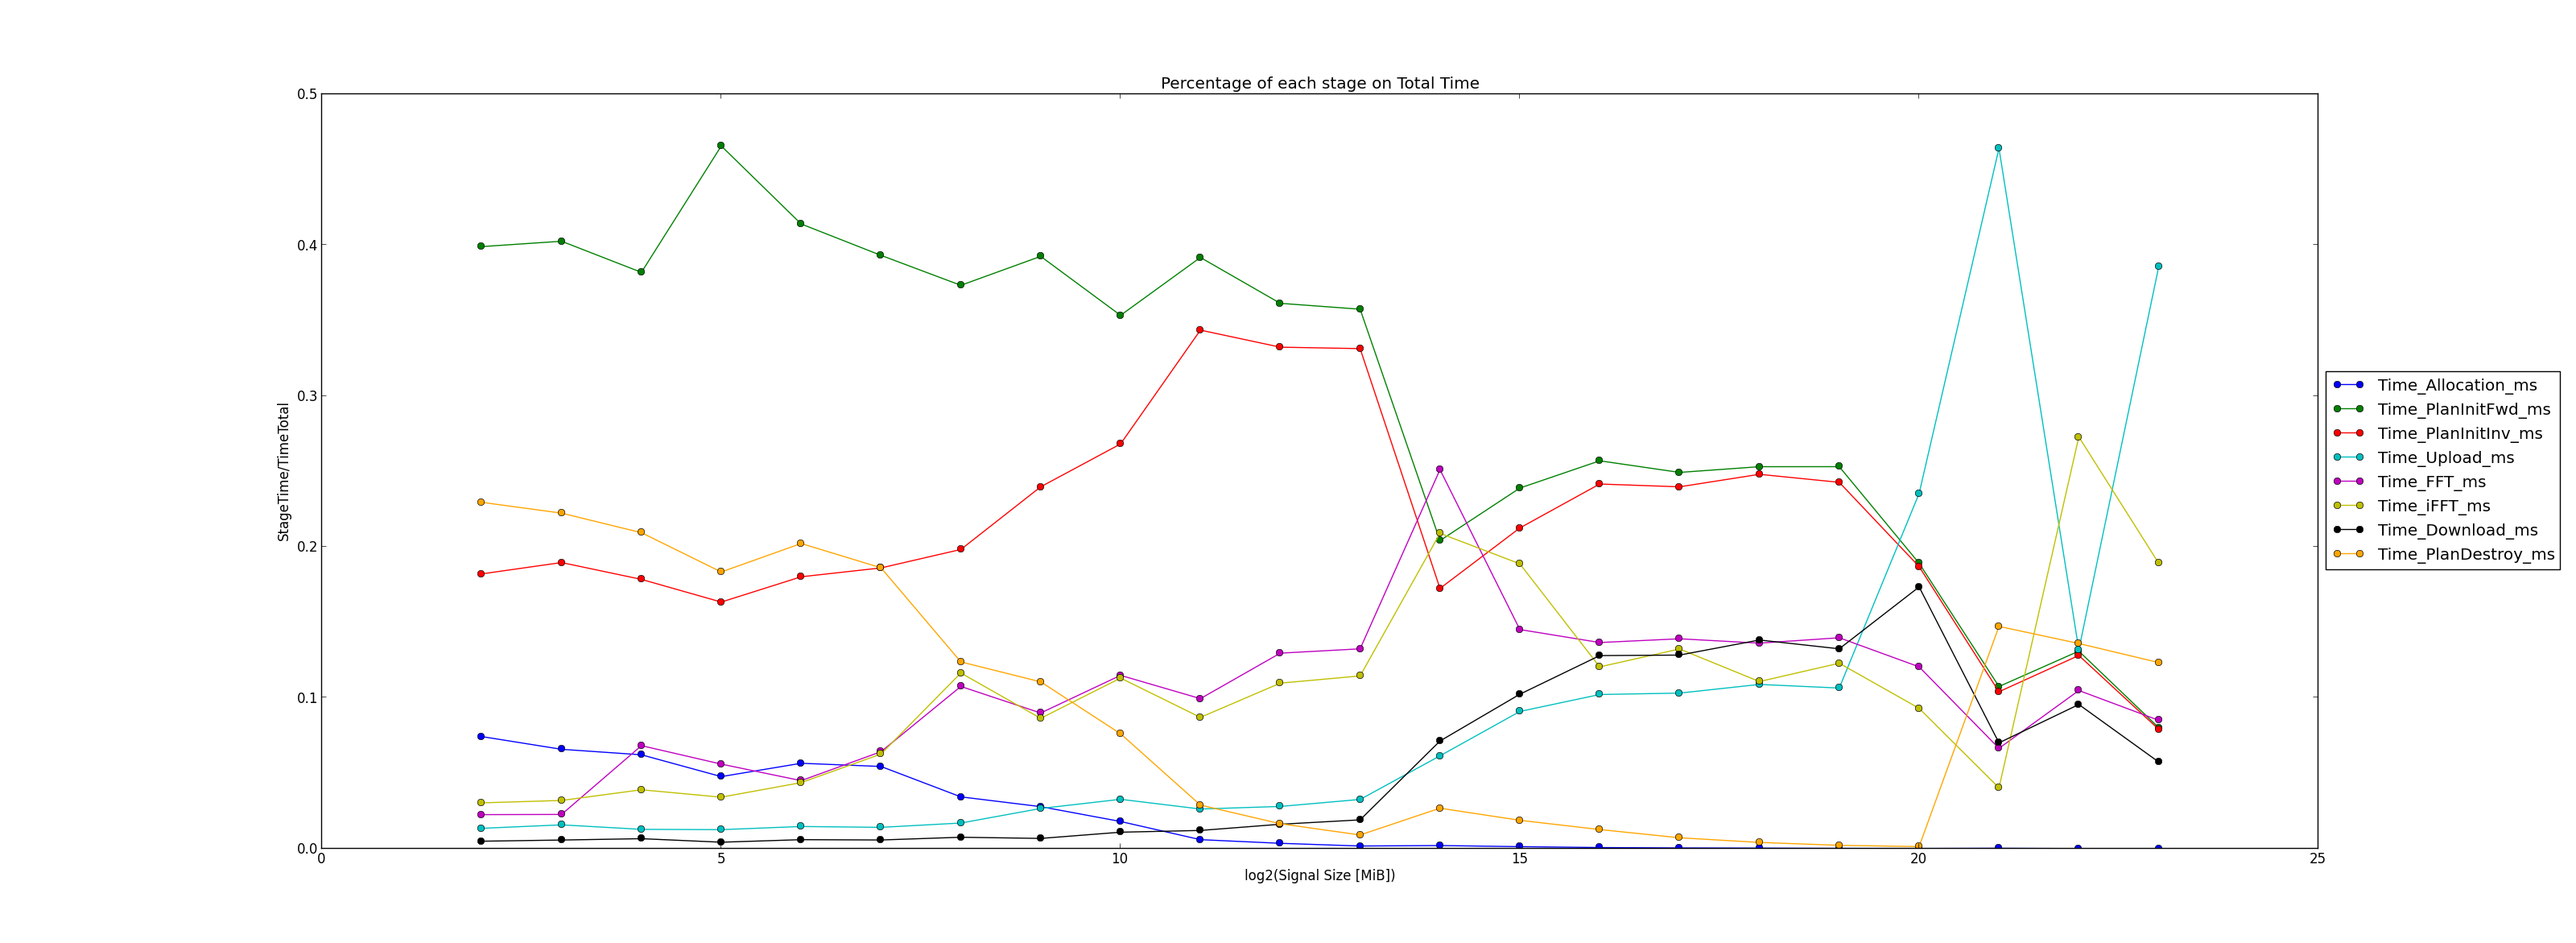 Percentage of each stage on Total Time
StageTime/TimeTotal
0.5
0.4
0.3
0.2
0.1
0.0
0
5
10
15
20
25
log2(Signal Size [MiB])
Time_Allocation_ms
Time_PlanInitFwd_ms
Time_PlanInitInv_ms
Time_Upload_ms
Time_FFT_ms
Time_iFFT_ms
Time_Download_ms
Time_PlanDestroy_ms